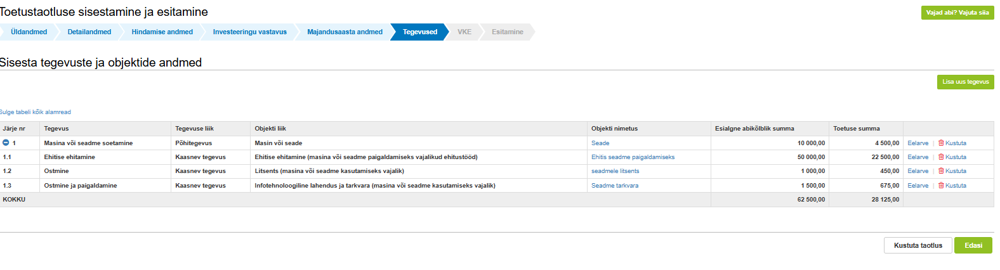 Toetustaotluse sisestamine ja esitamine
Vajad abi? Vajuta siia
Üldandmed Detailandmed Hindamise andmed Investeeringu vastavus Majandusaasta andmed Tegevused VKE Esitamine
Sisesta tegevuste ja objektide andmed
Lisa uus tegevus
Sulge tabeli kõik alamread
Järje nr Tegevus Tegevuse liik Objekti liik Objekti nimetus Esialgne abikõlblik summa Toetuse summa
1 Masina või seadme soetamine Põhitegevus Masin või seade Seade 10 000,00 4 500,00 Eelarve | Kustuta
1.1 Ehitise ehitamine Kaasnev tegevus Ehitise ehitamine (masina või seadme paigaldamiseks vajalikud ehitustööd) Ehitis seadme paigaldamiseks 50 000,00 22 500,00 Eelarve | Kustuta
1.2 Ostmine Kaasnev tegevus Litsents (masina või seadme kasutamiseks vajalik) seadmele litsents 1 000,00 450,00 Eelarve | Kustuta
1.3 Ostmine ja paigaldamine Kaasnev tegevus Infotehnoloogiline lahendus ja tarkvara (masina või seadme kasutamiseks vajalik) Seadme tarkvara 1 500,00 675,00 Eelarve | Kustuta
KOKKU 62 500,00 28 125,00
Kustuta taotlus Edasi